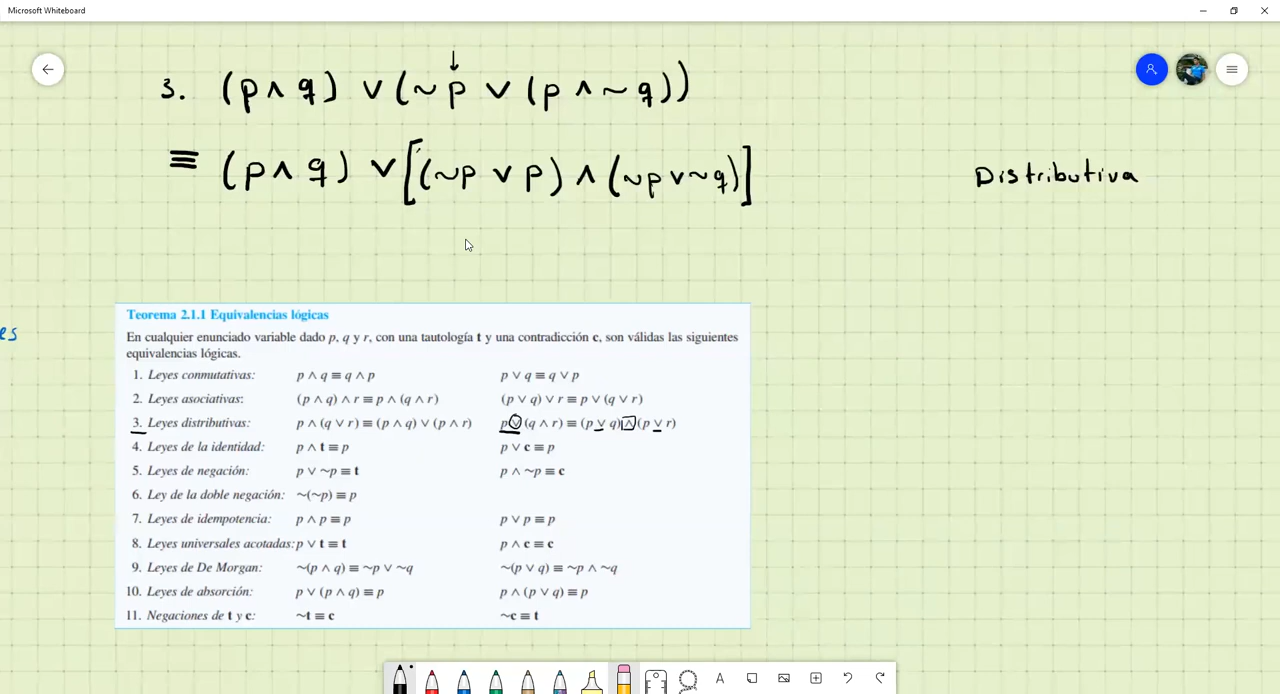 Microsoft Whiteboard
3. (p ∧ q) ∨ (~p ∨ (p ∧ ~q))
≡ (p ∧ q) ∨ [(~p ∨ p) ∧ (~p ∨ ~q)] Distributiva
es
Teorema 2.1.1 Equivalencias lógicas
En cualquier enunciado variable dado p, q y r, con una tautología t y una contradicción c, son válidas las siguientes
equivalencias lógicas.
1. Leyes conmutativas: p ∧ q ≡ q ∧ p p ∨ q ≡ q ∨ p
2. Leyes asociativas: (p ∧ q) ∧ r ≡ p ∧ (q ∧ r) (p ∨ q) ∨ r ≡ p ∨ (q ∨ r)
3. Leyes distributivas: p ∧ (q ∨ r) ≡ (p ∧ q) ∨ (p ∧ r) p ∨ (q ∧ r) ≡ (p ∨ q) ∧ (p ∨ r)
4. Leyes de la identidad: p ∧ t ≡ p p ∨ c ≡ p
5. Leyes de negación: p ∨ ~p ≡ t p ∧ ~p ≡ c
6. Ley de la doble negación: ~(~p) ≡ p
7. Leyes de idempotencia: p ∧ p ≡ p p ∨ p ≡ p
8. Leyes universales acotadas: p ∨ t ≡ t p ∧ c ≡ c
9. Leyes de De Morgan: ~(p ∧ q) ≡ ~p ∨ ~q ~(p ∨ q) ≡ ~p ∧ ~q
10. Leyes de absorción: p ∨ (p ∧ q) ≡ p p ∧ (p ∨ q) ≡ p
11. Negaciones de t y c: ~t ≡ c ~c ≡ t